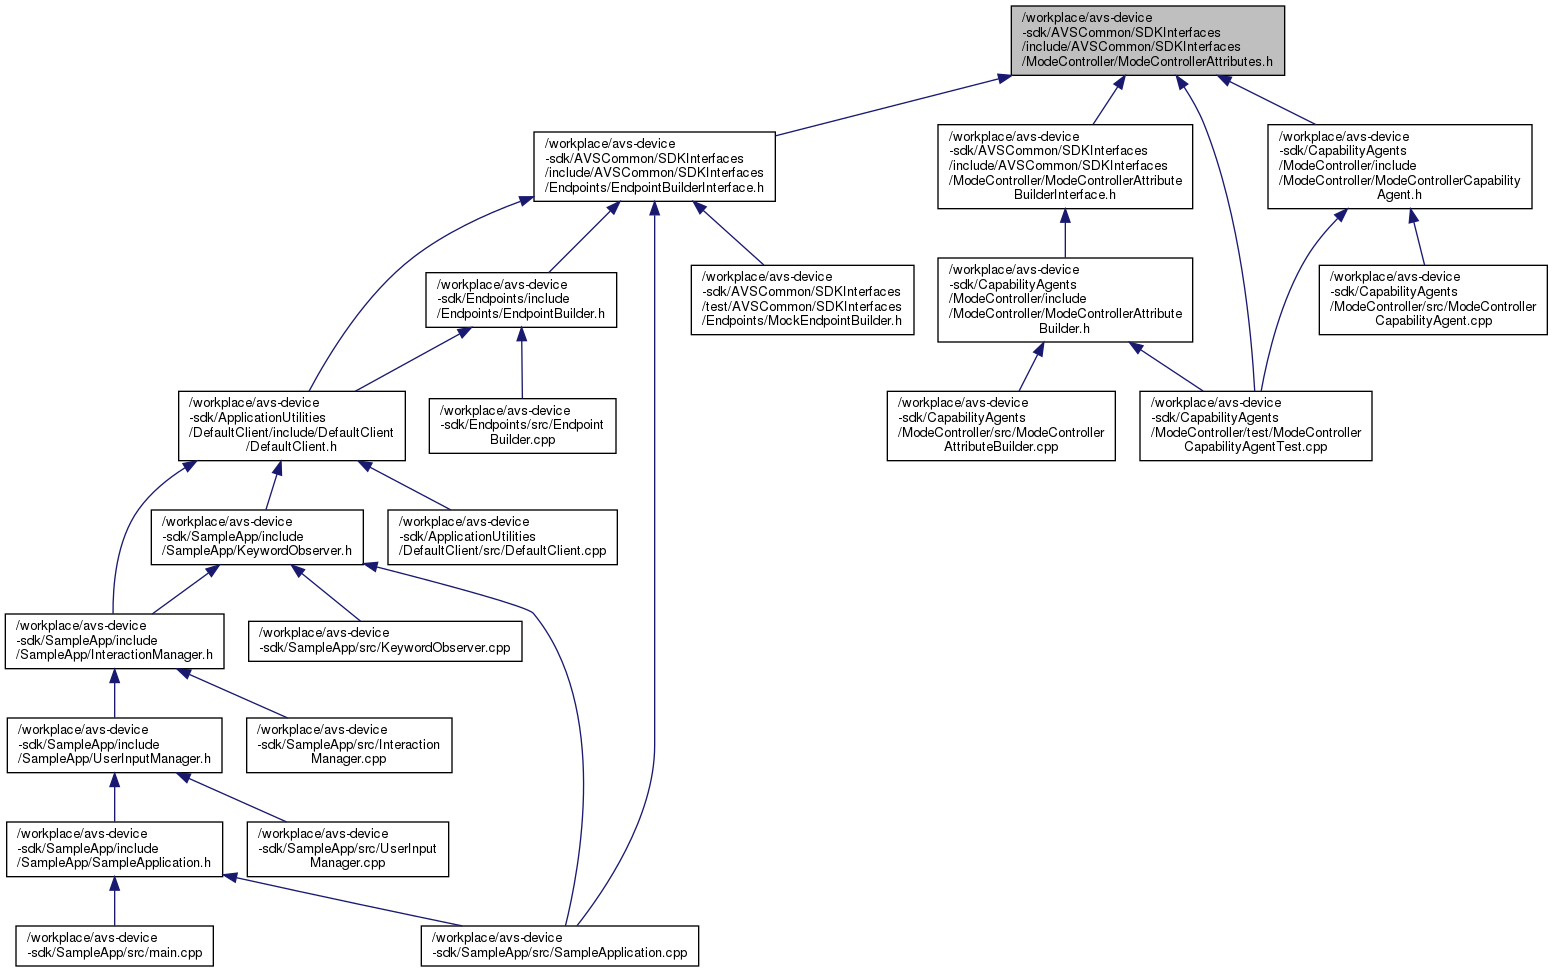 /workplace/avs-device
-sdk/AVSCommon/SDKInterfaces
/include/AVSCommon/SDKInterfaces
/ModeController/ModeControllerAttributes.h
/workplace/avs-device
-sdk/AVSCommon/SDKInterfaces
/include/AVSCommon/SDKInterfaces
/Endpoints/EndpointBuilderInterface.h
/workplace/avs-device
-sdk/AVSCommon/SDKInterfaces
/include/AVSCommon/SDKInterfaces
/ModeController/ModeControllerAttribute
BuilderInterface.h
/workplace/avs-device
-sdk/CapabilityAgents
/ModeController/include
/ModeController/ModeControllerCapability
Agent.h
/workplace/avs-device
-sdk/Endpoints/include
/Endpoints/EndpointBuilder.h
/workplace/avs-device
-sdk/AVSCommon/SDKInterfaces
/test/AVSCommon/SDKInterfaces
/Endpoints/MockEndpointBuilder.h
/workplace/avs-device
-sdk/CapabilityAgents
/ModeController/include
/ModeController/ModeControllerAttribute
Builder.h
/workplace/avs-device
-sdk/CapabilityAgents
/ModeController/src/ModeController
CapabilityAgent.cpp
/workplace/avs-device
-sdk/ApplicationUtilities
/DefaultClient/include/DefaultClient
/DefaultClient.h
/workplace/avs-device
-sdk/Endpoints/src/Endpoint
Builder.cpp
/workplace/avs-device
-sdk/CapabilityAgents
/ModeController/src/ModeController
AttributeBuilder.cpp
/workplace/avs-device
-sdk/CapabilityAgents
/ModeController/test/ModeController
CapabilityAgentTest.cpp
/workplace/avs-device
-sdk/SampleApp/include
/SampleApp/KeywordObserver.h
/workplace/avs-device
-sdk/ApplicationUtilities
/DefaultClient/src/DefaultClient.cpp
/workplace/avs-device
-sdk/SampleApp/include
/SampleApp/InteractionManager.h
/workplace/avs-device
-sdk/SampleApp/src/KeywordObserver.cpp
/workplace/avs-device
-sdk/SampleApp/include
/SampleApp/UserInputManager.h
/workplace/avs-device
-sdk/SampleApp/src/Interaction
Manager.cpp
/workplace/avs-device
-sdk/SampleApp/include
/SampleApp/SampleApplication.h
/workplace/avs-device
-sdk/SampleApp/src/UserInput
Manager.cpp
/workplace/avs-device
-sdk/SampleApp/src/main.cpp
/workplace/avs-device
-sdk/SampleApp/src/SampleApplication.cpp